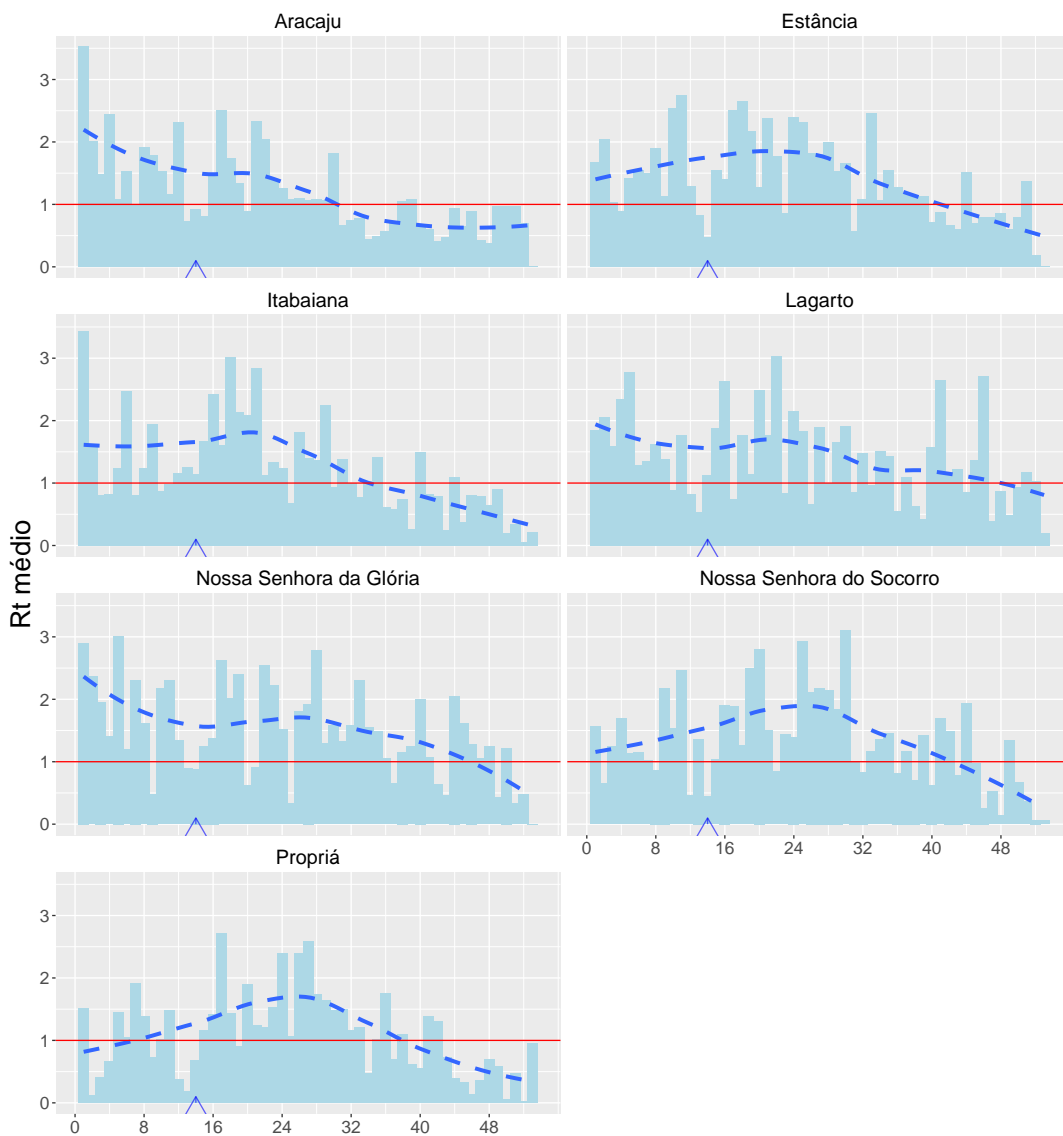 Aracaju Estância
3 2 1 0
Itabaiana Lagarto
3 2 1 0
Rt médio
Nossa Senhora da Glória Nossa Senhora do Socorro
3 2 1 0
0 8 16 24 32 40 48
Propriá
3 2 1 0
0 8 16 24 32 40 48